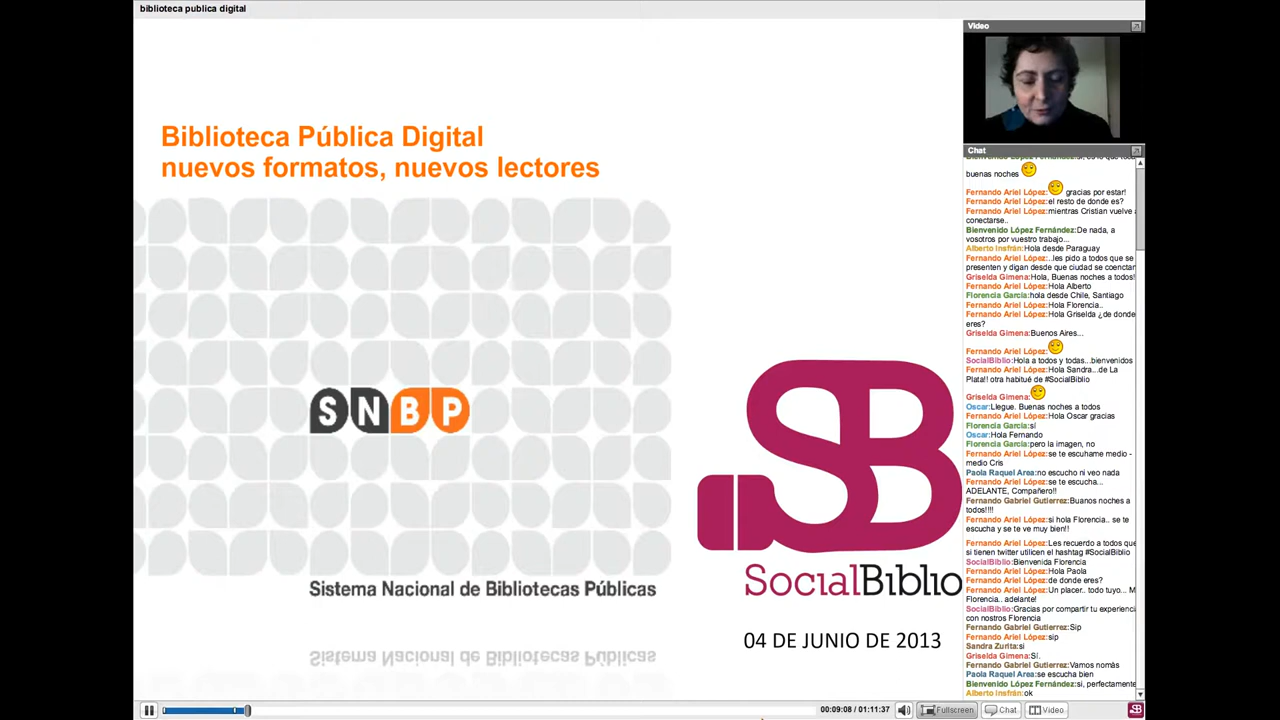 biblioteca publica digital
Biblioteca Pública Digital
nuevos formatos, nuevos lectores
SNBP
Sistema Nacional de Bibliotecas Públicas
SB
SocialBiblio
04 DE JUNIO DE 2013
Video
Chat
buenas noches
Fernando Ariel López: gracias por estar!
Fernando Ariel López:el resto de donde es?
Fernando Ariel López:mientras Cristian vuelve a
conectarse..
Bienvenido López Fernández:De nada, a
vosotros por vuestro trabajo...
Alberto Insfrán:Hola desde Paraguay
Fernando Ariel López:..les pido a todos que se
presenten y digan desde que ciudad se coenctan
Griselda Gimena:Hola, Buenas noches a todos!
Fernando Ariel López:Hola Alberto
Florencia García:hola desde Chile, Santiago
Fernando Ariel López:Hola Florencia..
Fernando Ariel López:Hola Griselda ¿de donde
eres?
Griselda Gimena:Buenos Aires...
Fernando Ariel López:
SocialBiblio:Hola a todos y todas...bienvenidos
Fernando Ariel López:Hola Sandra...de La
Plata!! otra habitué de #SocialBiblio
Griselda Gimena:
Oscar:Llegue. Buenas noches a todos
Fernando Ariel López:Hola Oscar gracias
Florencia García:sí
Oscar:Hola Fernando
Florencia García:pero la imagen, no
Fernando Ariel López:se te escuhame medio -
medio Cris
Paola Raquel Area:no escucho ni veo nada
Fernando Ariel López:se te escucha...
ADELANTE, Compañero!!
Fernando Gabriel Gutierrez:Buanos noches a
todos!!!!
Fernando Ariel López:si hola Florencia.. se te
escucha y se te ve muy bien!!
Fernando Ariel López:Les recuerdo a todos que
si tienen twitter utilicen el hashtag #SocialBiblio
SocialBiblio:Bienvenida Florencia
Fernando Ariel López:Hola Paola
Fernando Ariel López:de donde eres?
Fernando Ariel López:Un placer.. todo tuyo... M
Florencia.. adelante!
SocialBiblio:Gracias por compartir tu experiencia
con nostros Florencia
Fernando Gabriel Gutierrez:Sip
Fernando Ariel López:sip
Sandra Zurita:si
Griselda Gimena:SÍ.
Fernando Gabriel Gutierrez:Vamos nomás
Paola Raquel Area:se escucha bien
Bienvenido López Fernández:si, perfectamente
Alberto Insfrán:ok
00:09:08 / 01:11:37
Fullscreen
Chat
Video
SB